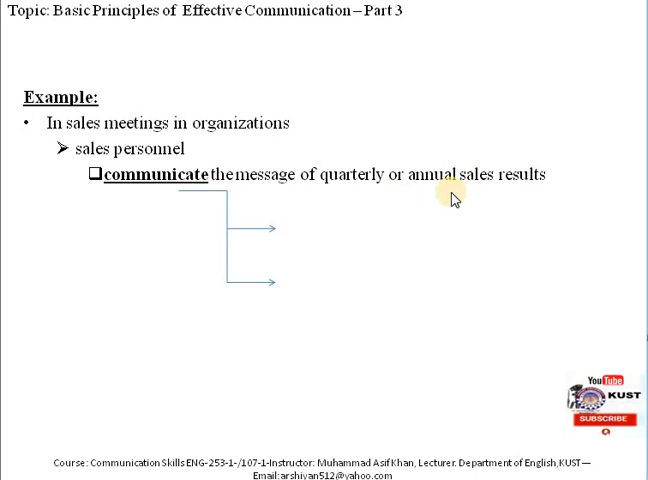 Topic: Basic Principles of Effective Communication – Part 3
Example:
• In sales meetings in organizations
➢ sales personnel
❑communicate the message of quarterly or annual sales results
YouTube
KUST
SUBSCRIBE
Course: Communication Skills ENG-253-1-/107-1-Instructor: Muhammad Asif Khan, Lecturer. Department of English,KUST—
Email:arshiyan512@yahoo.com